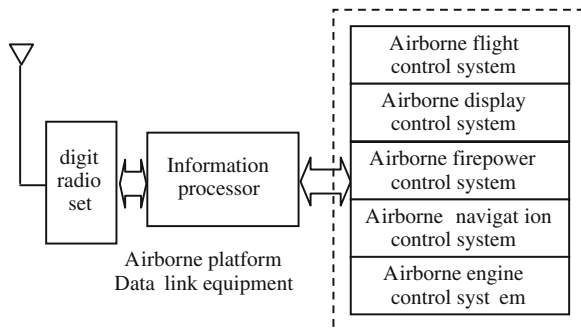 digit
radio
set
Information
processor
Airborne platform
Data link equipment
Airborne flight
control system
Airborne display
control system
Airborne firepower
control system
Airborne navigat ion
control system
Airborne engine
control syst em